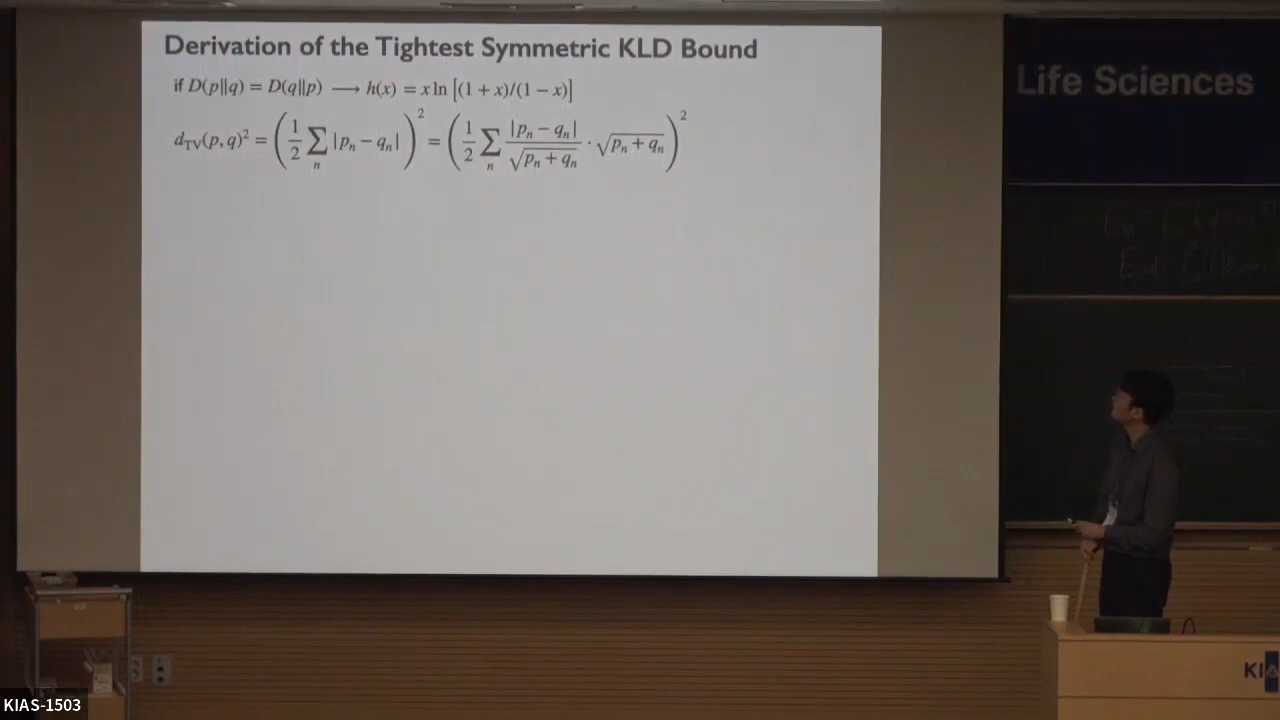 Derivation of the Tightest Symmetric KLD Bound
if D(p||q) = D(q||p) ⟶ h(x) = x ln [(1 + x)/(1 − x)]
d_TV(p, q)² = (1/2 ∑_n |p_n − q_n|)² = (1/2 ∑_n |p_n − q_n|/√(p_n + q_n) · √(p_n + q_n))²
Life Sciences
KIAS-1503